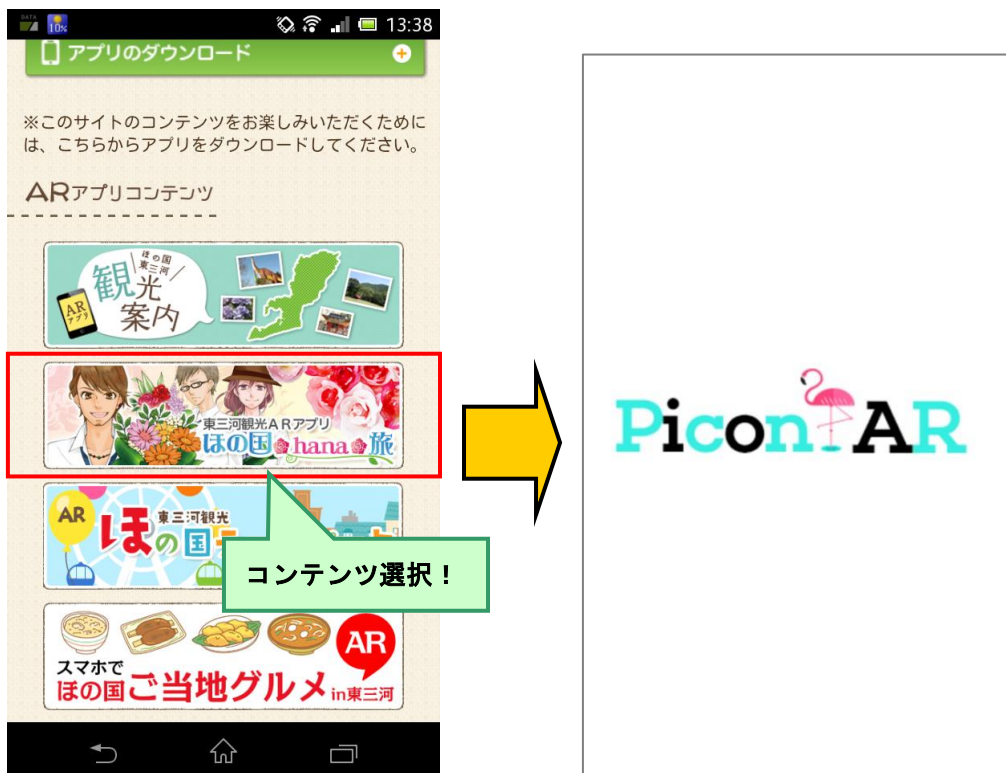 DATA
10%
13:38
アプリのダウンロード
※このサイトのコンテンツをお楽しみいただくために
は、こちらからアプリをダウンロードしてください。
ARアプリコンテンツ
ほの国
東三河
観光
案内
AR
アプリ
東三河観光ARアプリ
ほの国hana旅
AR
東三河観光
ほの国
コンテンツ選択！
AR
スマホで
ほの国ご当地グルメin東三河
Picon AR